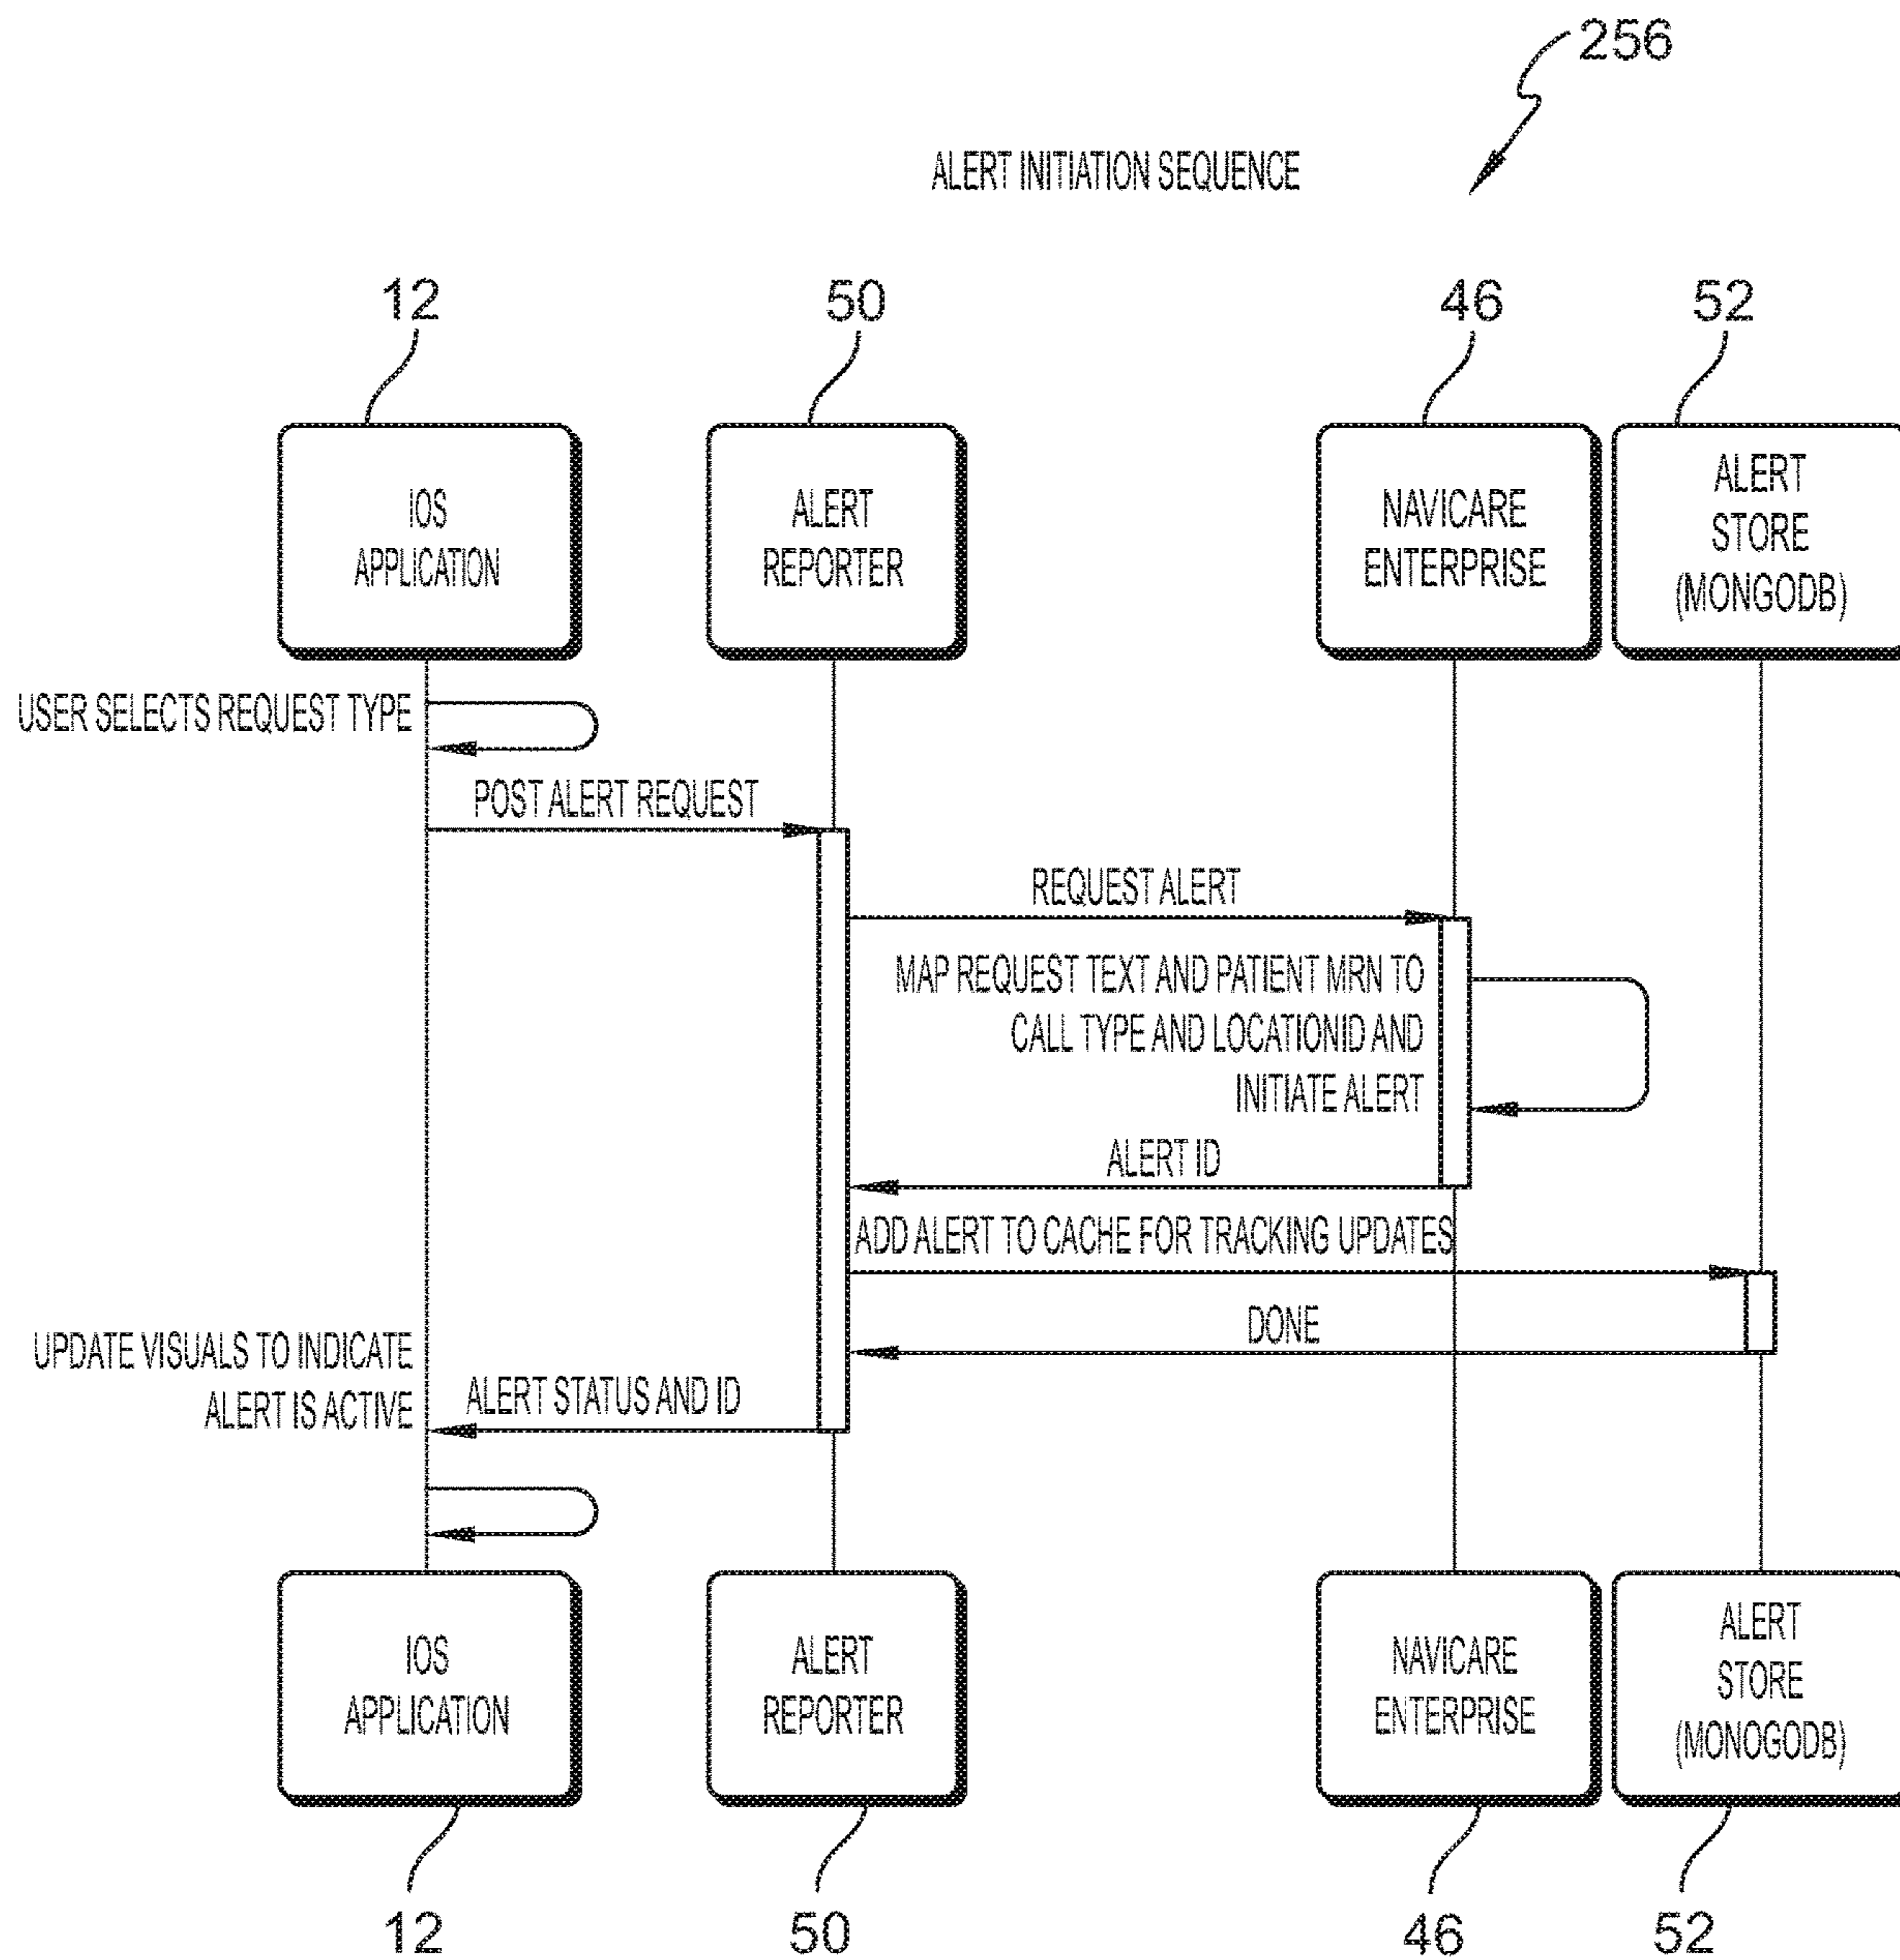 256
ALERT INITIATION SEQUENCE
12
50
46
52
IOS
APPLICATION
ALERT
REPORTER
NAVICARE
ENTERPRISE
ALERT
STORE
(MONGODB)
USER SELECTS REQUEST TYPE
POST ALERT REQUEST
REQUEST ALERT
MAP REQUEST TEXT AND PATIENT MRN TO
CALL TYPE AND LOCATIONID AND
INITIATE ALERT
ALERT ID
ADD ALERT TO CACHE FOR TRACKING UPDATES
DONE
UPDATE VISUALS TO INDICATE
ALERT IS ACTIVE
ALERT STATUS AND ID
IOS
APPLICATION
ALERT
REPORTER
NAVICARE
ENTERPRISE
ALERT
STORE
(MONOGODB)
12
50
46
52